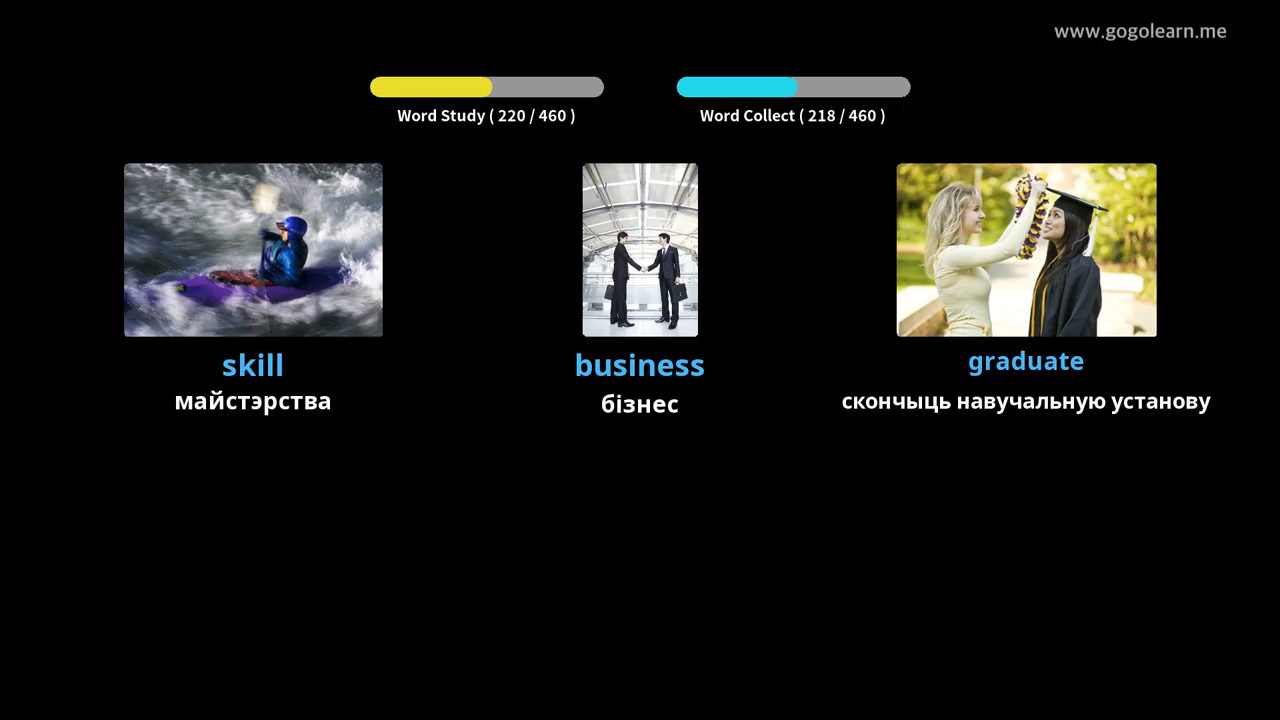 www.gogolearn.me
Word Study ( 220 / 460 )
Word Collect ( 218 / 460 )
skill
майстэрства
business
бізнес
graduate
скончыць навучальную установу